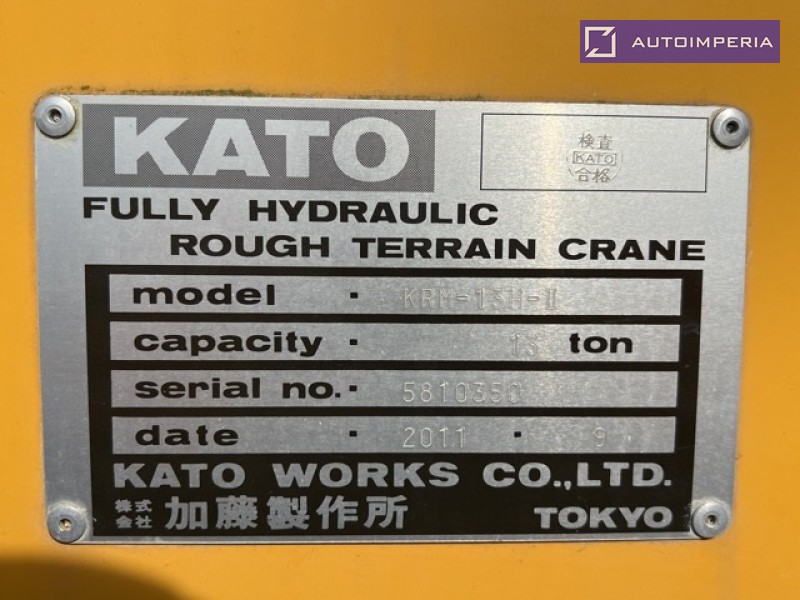 AUTOIMPERIA
KATO
検査
KATO
合格
FULLY HYDRAULIC
ROUGH TERRAIN CRANE
model · KRM-13H-II
capacity · 13 ton
serial no.· 5810350
date · 2011 · 9
KATO WORKS CO.,LTD.
株式会社 加藤製作所 TOKYO